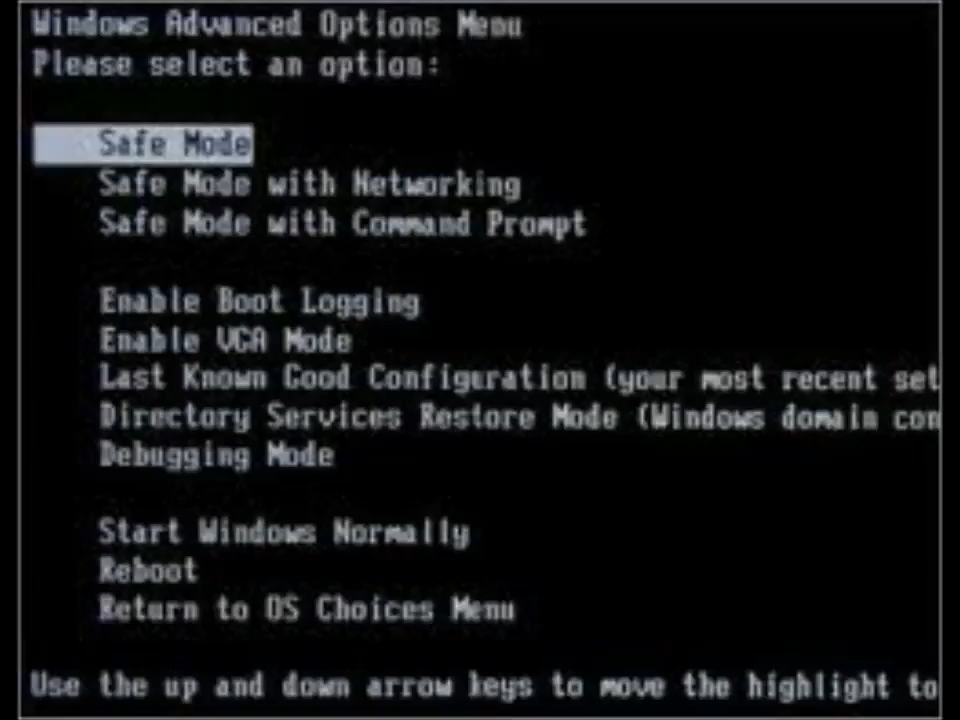 Windows Advanced Options Menu
Please select an option:
Safe Mode
Safe Mode with Networking
Safe Mode with Command Prompt
Enable Boot Logging
Enable VGA Mode
Last Known Good Configuration (your most recent set
Directory Services Restore Mode (Windows domain con
Debugging Mode
Start Windows Normally
Reboot
Return to OS Choices Menu
Use the up and down arrow keys to move the highlight to